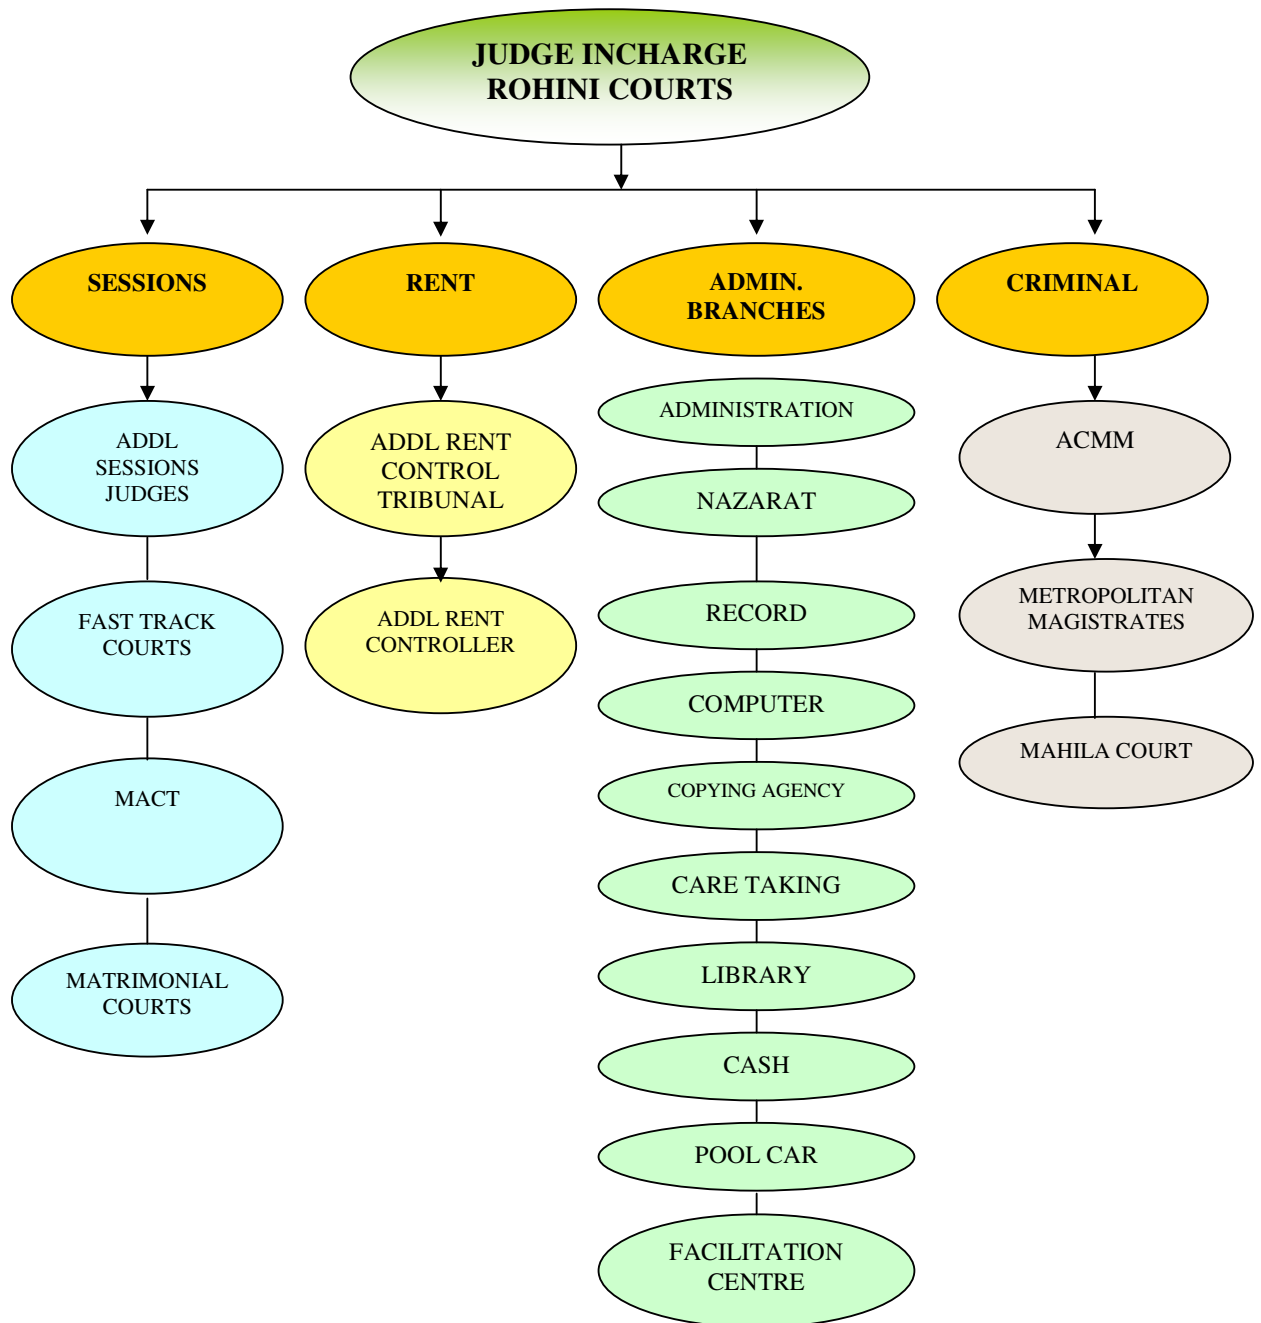 JUDGE INCHARGE
ROHINI COURTS
SESSIONS
RENT
ADMIN.
BRANCHES
CRIMINAL
ADDL
SESSIONS
JUDGES
FAST TRACK
COURTS
MACT
MATRIMONIAL
COURTS
ADDL RENT
CONTROL
TRIBUNAL
ADDL RENT
CONTROLLER
ADMINISTRATION
NAZARAT
RECORD
COMPUTER
COPYING AGENCY
CARE TAKING
LIBRARY
CASH
POOL CAR
FACILITATION
CENTRE
ACMM
METROPOLITAN
MAGISTRATES
MAHILA COURT